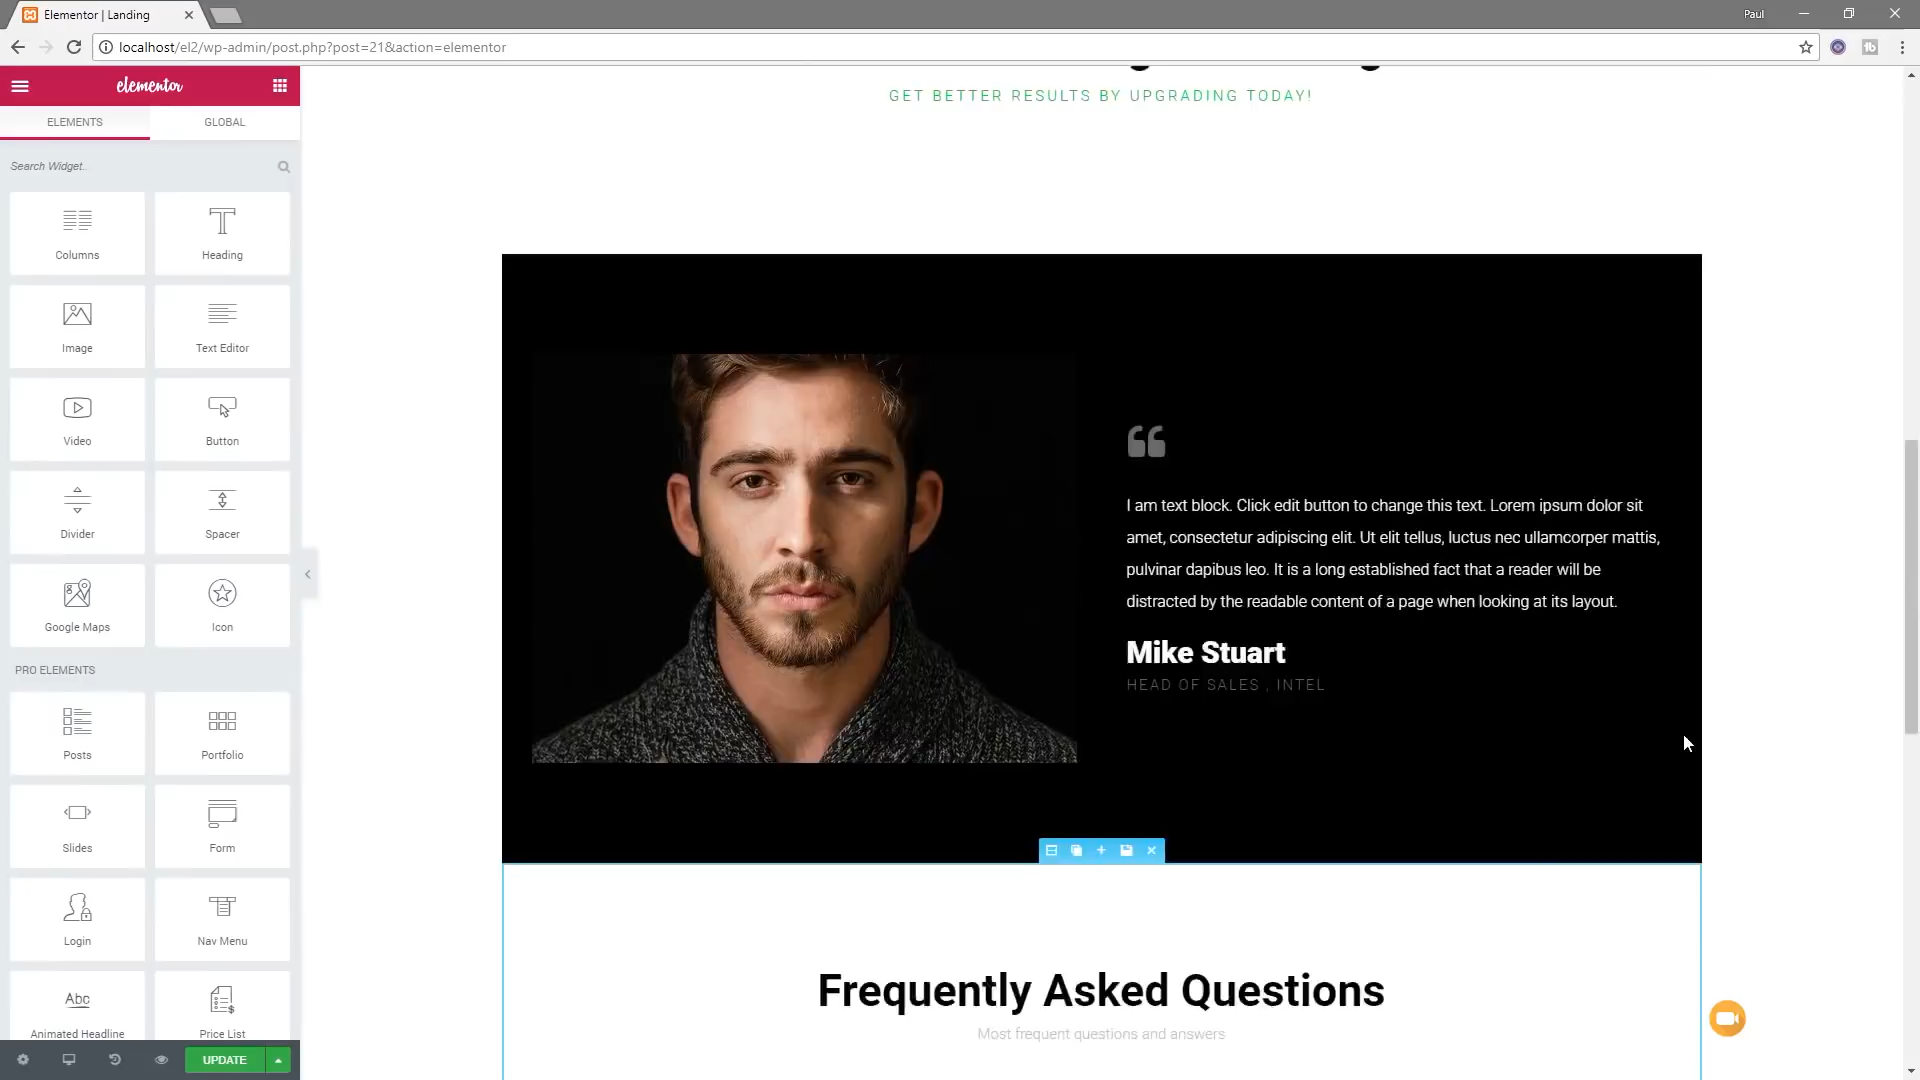 Elementor | Landing
Paul
localhost/el2/wp-admin/post.php?post=21&action=elementor
elementor
ELEMENTS
GLOBAL
Search Widget..
Columns
Heading
Image
Text Editor
Video
Button
Divider
Spacer
Google Maps
Icon
PRO ELEMENTS
Posts
Portfolio
Slides
Form
Login
Nav Menu
Abc
Animated Headline
Price List
UPDATE
GET BETTER RESULTS BY UPGRADING TODAY!
I am text block. Click edit button to change this text. Lorem ipsum dolor sit
amet, consectetur adipiscing elit. Ut elit tellus, luctus nec ullamcorper mattis,
pulvinar dapibus leo. It is a long established fact that a reader will be
distracted by the readable content of a page when looking at its layout.
Mike Stuart
HEAD OF SALES , INTEL
Frequently Asked Questions
Most frequent questions and answers